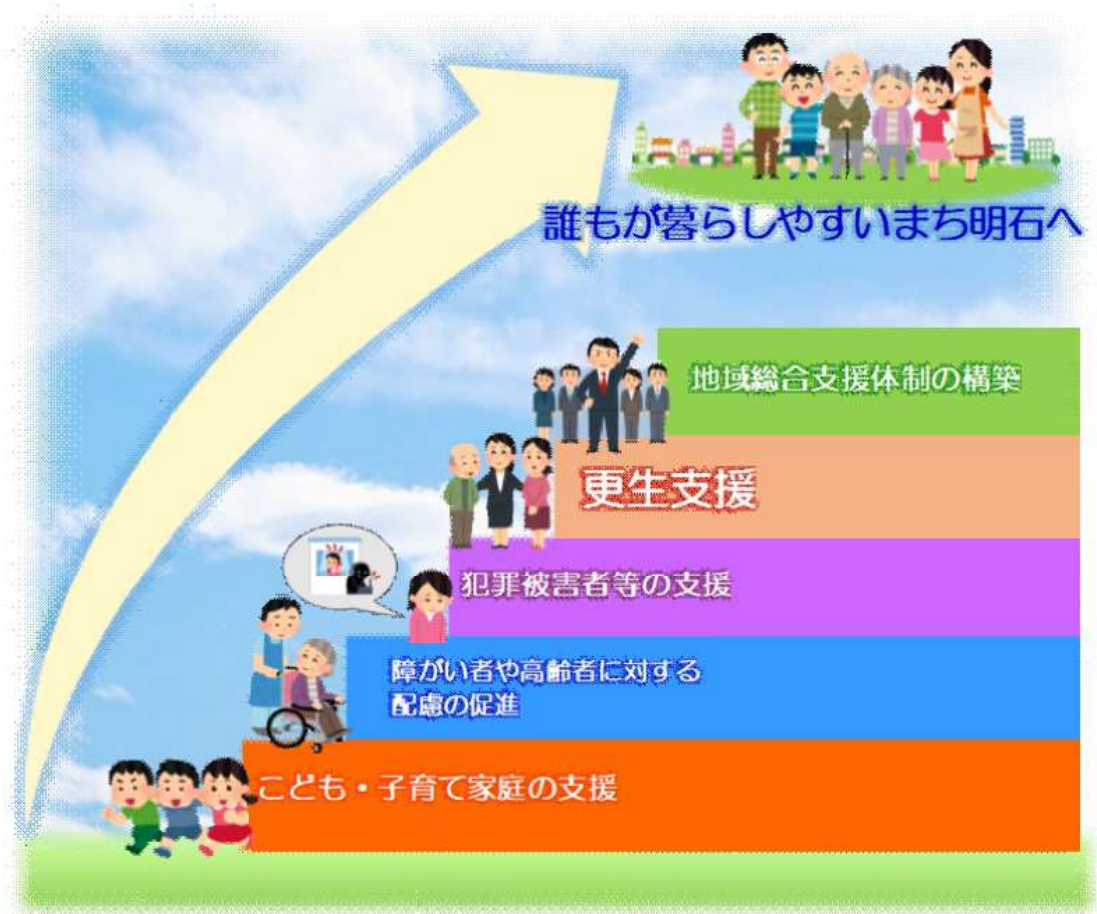 誰もが暮らしやすいまち明石へ
地域総合支援体制の構築
更生支援
犯罪被害者等の支援
障がい者や高齢者に対する
配慮の促進
こども・子育て家庭の支援